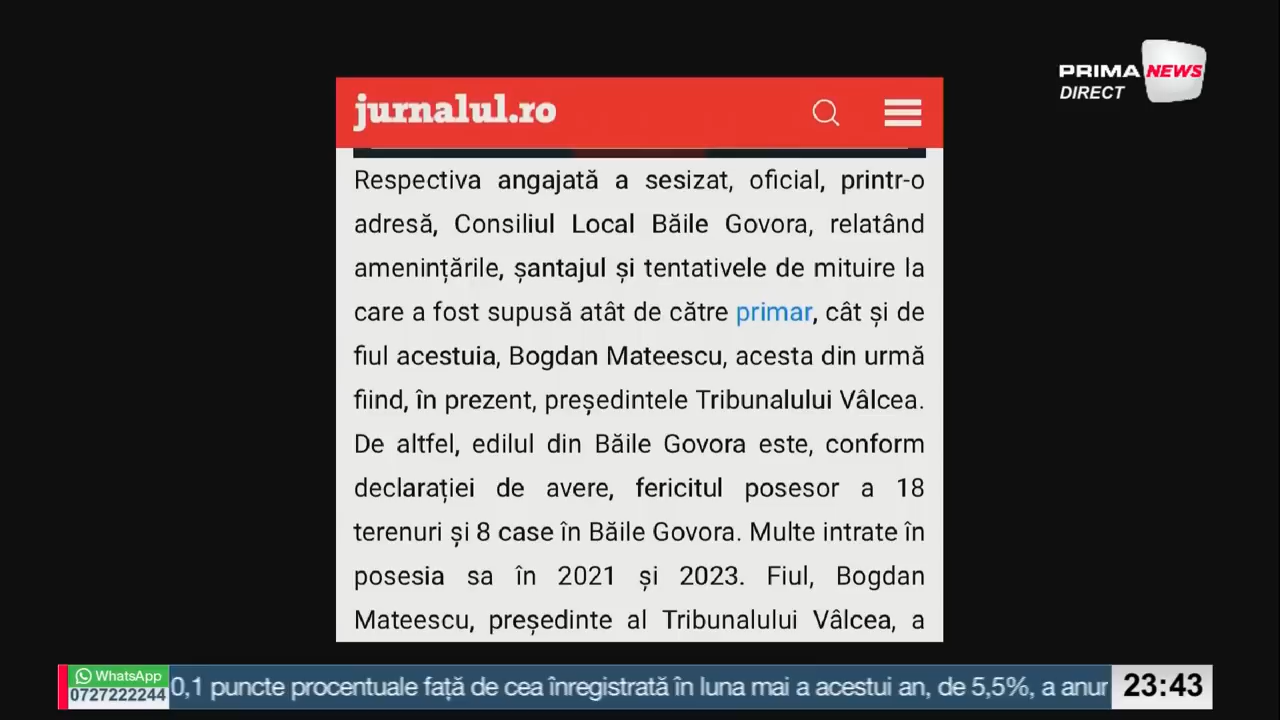 PRIMA NEWS
DIRECT
jurnalul.ro
Respectiva angajată a sesizat, oficial, printr-o
adresă, Consiliul Local Băile Govora, relatând
amenințările, șantajul și tentativele de mituire la
care a fost supusă atât de către primar, cât și de
fiul acestuia, Bogdan Mateescu, acesta din urmă
fiind, în prezent, președintele Tribunalului Vâlcea.
De altfel, edilul din Băile Govora este, conform
declarației de avere, fericitul posesor a 18
terenuri și 8 case în Băile Govora. Multe intrate în
posesia sa în 2021 și 2023. Fiul, Bogdan
Mateescu, președinte al Tribunalului Vâlcea, a
WhatsApp
0727222244
0,1 puncte procentuale față de cea înregistrată în luna mai a acestui an, de 5,5%, a anur
23:43